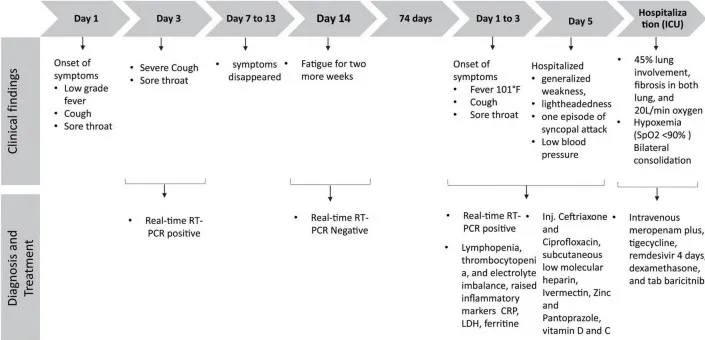 Day 1
Day 3
Day 7 to 13
Day 14
74 days
Day 1 to 3
Day 5
Hospitaliza
tion (ICU)
Clinical findings
Onset of
symptoms
• Low grade
fever
• Cough
• Sore throat
• Severe Cough
• Sore throat
• symptoms
disappeared
• Fatigue for two
more weeks
Onset of
symptoms
• Fever 101°F
• Cough
• Sore throat
Hospitalized
• generalized
weakness,
• lightheadedness
• one episode of
syncopal attack
• Low blood
pressure
• 45% lung
involvement,
fibrosis in both
lung, and
20L/min oxygen
• Hypoxemia
(SpO2 <90% )
Bilateral
consolidation
Diagnosis and
Treatment
• Real-time RT-
PCR positive
• Real-time RT-
PCR Negative
• Real-time RT-
PCR positive
• Lymphopenia,
thrombocytopeni
a, and electrolyte
imbalance, raised
inflammatory
markers CRP,
LDH, ferritine
• Inj. Ceftriaxone
and
Ciprofloxacin,
subcutaneous
low molecular
heparin,
Ivermectin, Zinc
and
Pantoprazole,
vitamin D and C
• Intravenous
meropenam plus,
tigecycline,
remdesivir 4 days,
dexamethasone,
and tab baricitnib